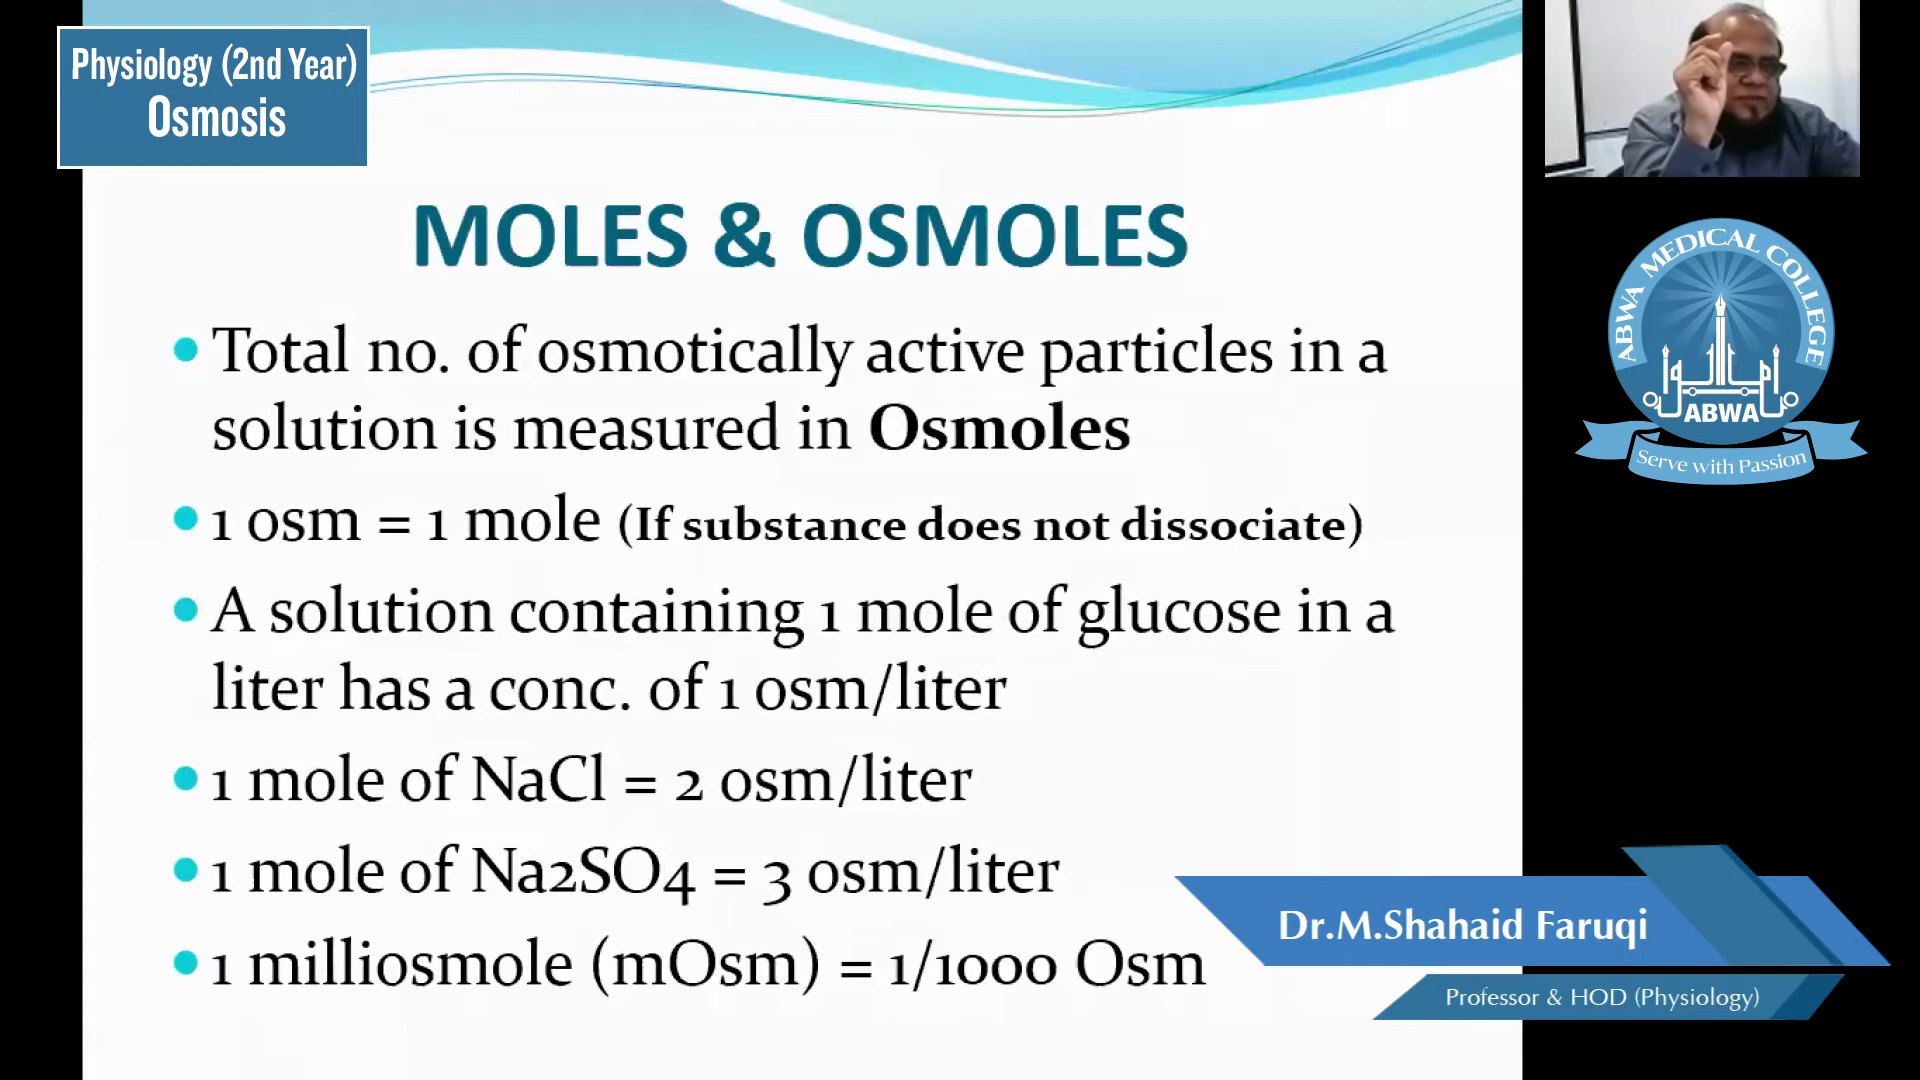 Physiology (2nd Year)
Osmosis
MOLES & OSMOLES
Total no. of osmotically active particles in a
solution is measured in Osmoles
1 osm = 1 mole (If substance does not dissociate)
A solution containing 1 mole of glucose in a
liter has a conc. of 1 osm/liter
1 mole of NaCl = 2 osm/liter
1 mole of Na2SO4 = 3 osm/liter
1 milliosmole (mOsm) = 1/1000 Osm
ABWA MEDICAL COLLEGE
ABWA
Serve with Passion
Dr.M.Shahaid Faruqi
Professor & HOD (Physiology)